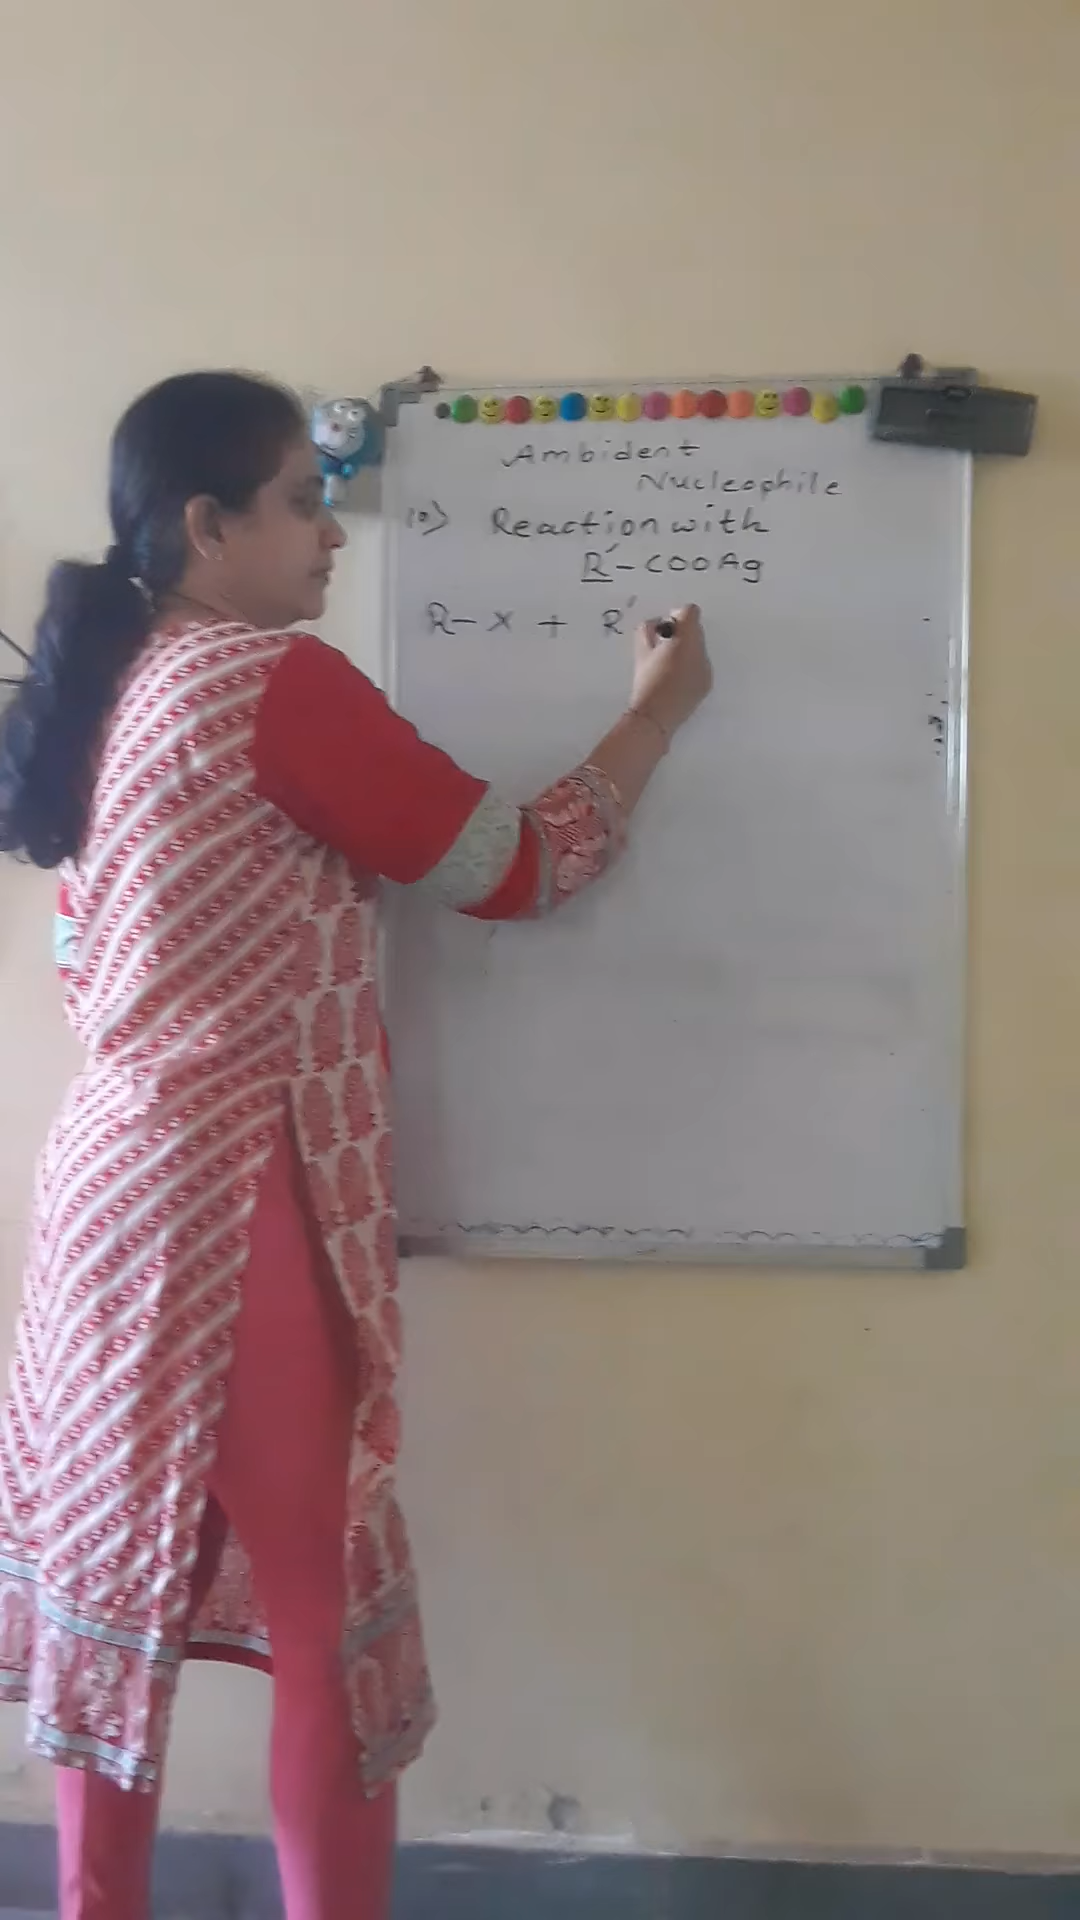 Ambident
Nucleophile
10) Reaction with
R′-COOAg
R-X + R′